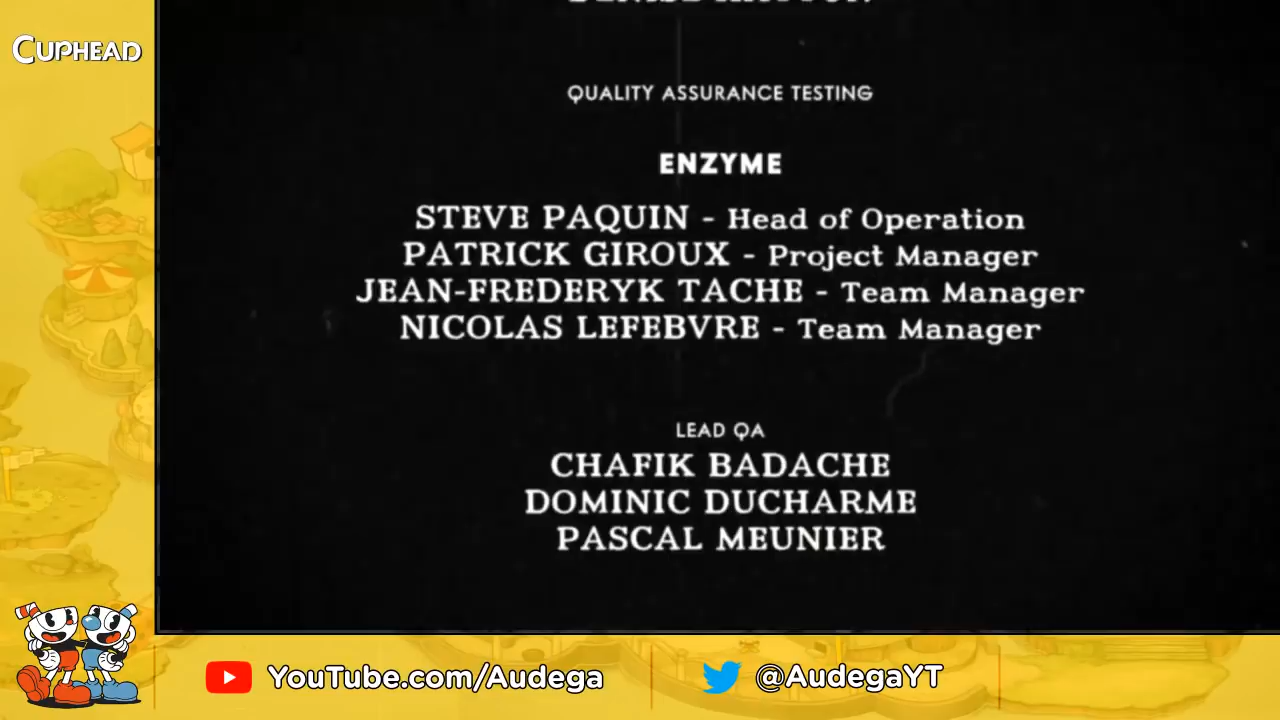 CUPHEAD
QUALITY ASSURANCE TESTING
ENZYME
STEVE PAQUIN - Head of Operation
PATRICK GIROUX - Project Manager
JEAN-FREDERYK TACHE - Team Manager
NICOLAS LEFEBVRE - Team Manager
LEAD QA
CHAFIK BADACHE
DOMINIC DUCHARME
PASCAL MEUNIER
YouTube.com/Audega
@AudegaYT